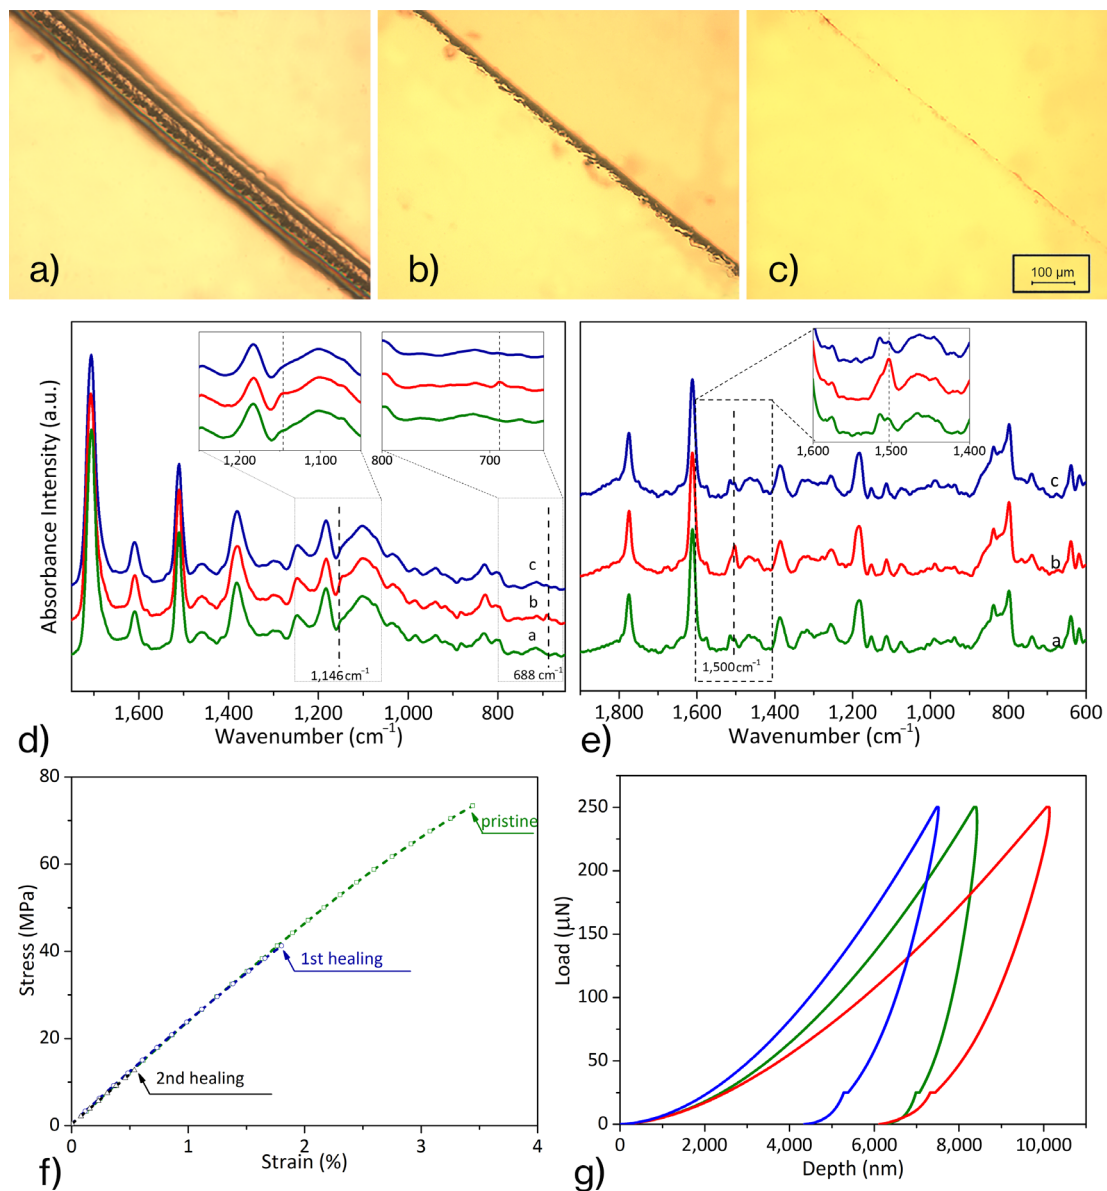 a)
b)
c)
100 µm
Absorbance Intensity (a.u.)
1,200
1,100
800
700
c
b
a
1,146 cm⁻¹
688 cm⁻¹
1,600
1,400
1,200
1,000
800
Wavenumber (cm⁻¹)
d)
1,600
1,500
1,400
c
b
a
1,500 cm⁻¹
1,800
1,600
1,400
1,200
1,000
800
600
Wavenumber (cm⁻¹)
e)
80
60
40
20
0
Stress (MPa)
pristine
1st healing
2nd healing
0
1
2
3
4
Strain (%)
f)
250
200
150
100
50
0
Load (µN)
0
2,000
4,000
6,000
8,000
10,000
Depth (nm)
g)